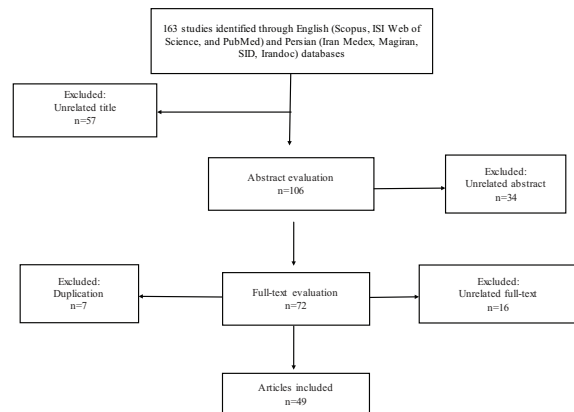 163 studies identified through English (Scopus, ISI Web of
Science, and PubMed) and Persian (Iran Medex, Magiran,
SID, Irandoc) databases
Excluded:
Unrelated title
n=57
Abstract evaluation
n=106
Excluded:
Unrelated abstract
n=34
Excluded:
Duplication
n=7
Full-text evaluation
n=72
Excluded:
Unrelated full-text
n=16
Articles included
n=49